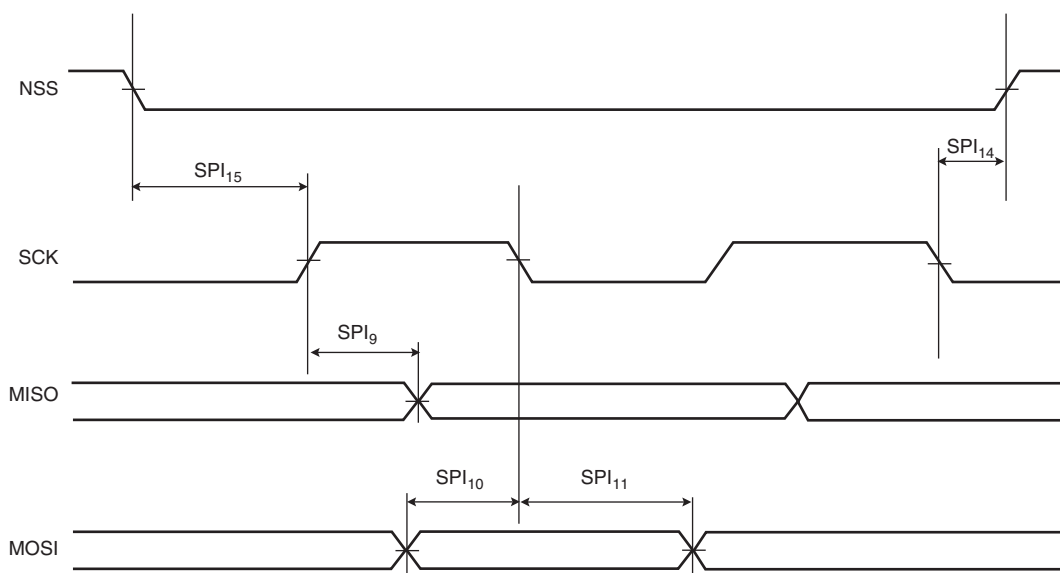 NSS
SPI₁₄
SPI₁₅
SCK
SPI₉
MISO
SPI₁₀ SPI₁₁
MOSI